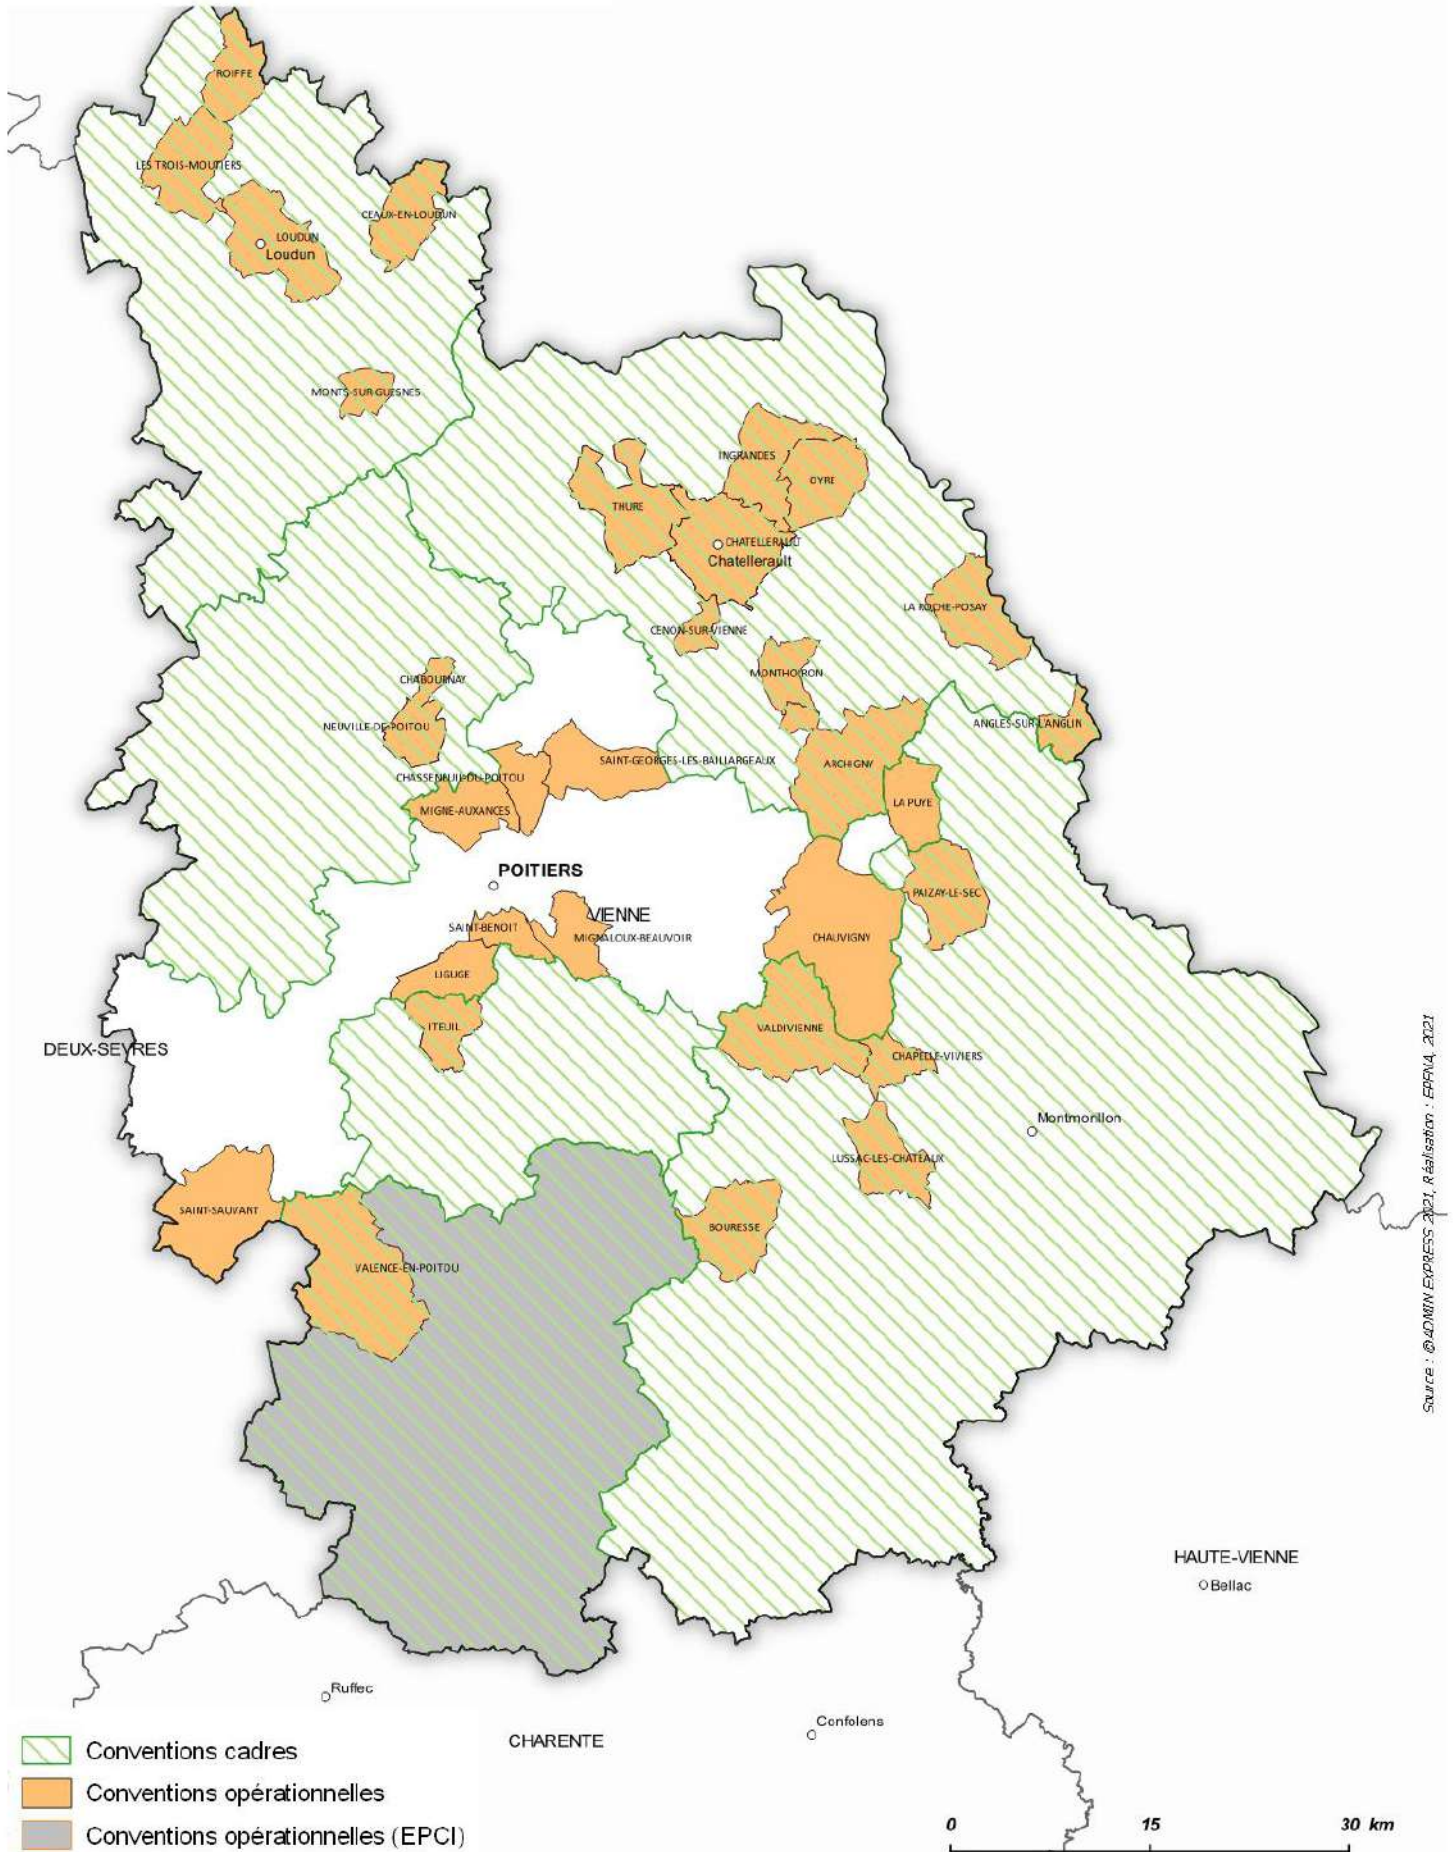 ROIFFE
LES TROIS-MOUTIERS
CEAUX-EN-LOUDUN
LOUDUN
Loudun
MONTS-SUR-GUESNES
INGRANDES
OYRE
THURE
CHATELLERAULT
Chatellerault
LA ROCHE-POSAY
CENON-SUR-VIENNE
MONTHOIRON
CHABOURNAY
NEUVILLE-DE-POITOU
ANGLES-SUR-L'ANGLIN
SAINT-GEORGES-LES-BAILLARGEAUX
ARCHIGNY
CHASSENEUIL-DU-POITOU
LA PUYE
MIGNE-AUXANCES
POITIERS
PAIZAY-LE-SEC
VIENNE
SAINT-BENOIT
MIGNALOUX-BEAUVOIR
CHAUVIGNY
LIGUGE
ITEUIL
VALDIVIENNE
DEUX-SEVRES
CHAPELLE-VIVIERS
Montmorillon
LUSSAC-LES-CHATEAUX
SAINT-SAUVANT
BOURESSE
VALENCE-EN-POITOU
Source : ©ADMIN EXPRESS 2021, Réalisation : EPFNA, 2021
HAUTE-VIENNE
Bellac
Ruffec
Confolens
CHARENTE
Conventions cadres
Conventions opérationnelles
Conventions opérationnelles (EPCI)
0 15 30 km